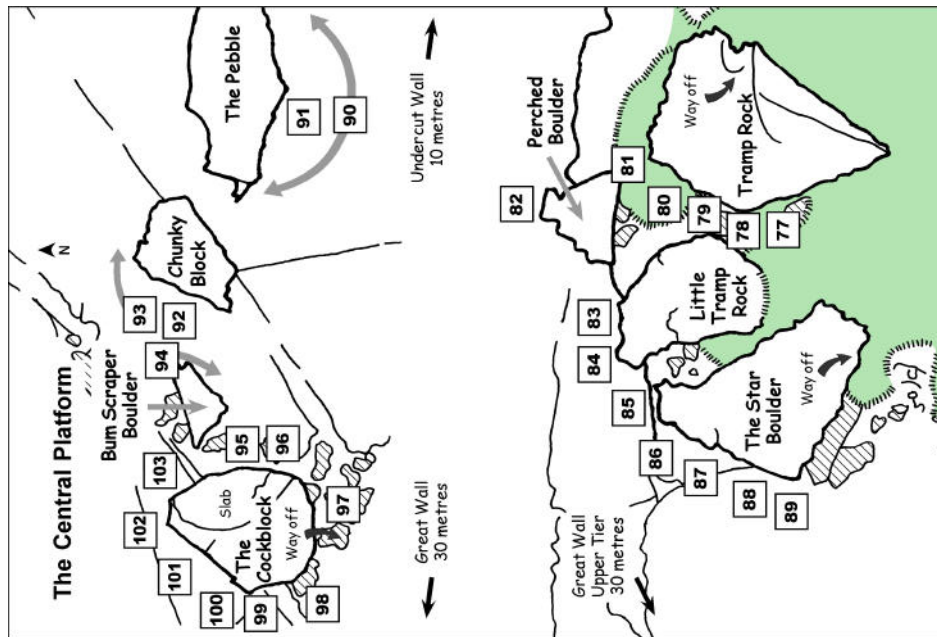 The Central Platform
N
Bum Scraper
Boulder
103
102
101
100
99
98
97
96
95
94
93
92
91
90
Slab
The
Cockblock
Way off
Chunky
Block
The Pebble
Great Wall
30 metres
Undercut Wall
10 metres
Great Wall
Upper Tier
30 metres
89
88
87
86
85
84
83
82
81
80
79
78
77
The Star
Boulder
Way off
Little
Tramp
Rock
Perched
Boulder
Tramp Rock
Way off